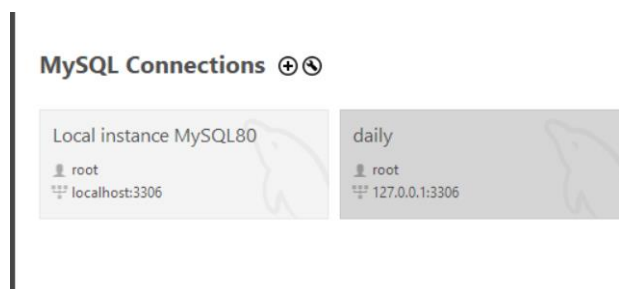 MySQL Connections
Local instance MySQL80
root
localhost:3306
daily
root
127.0.0.1:3306